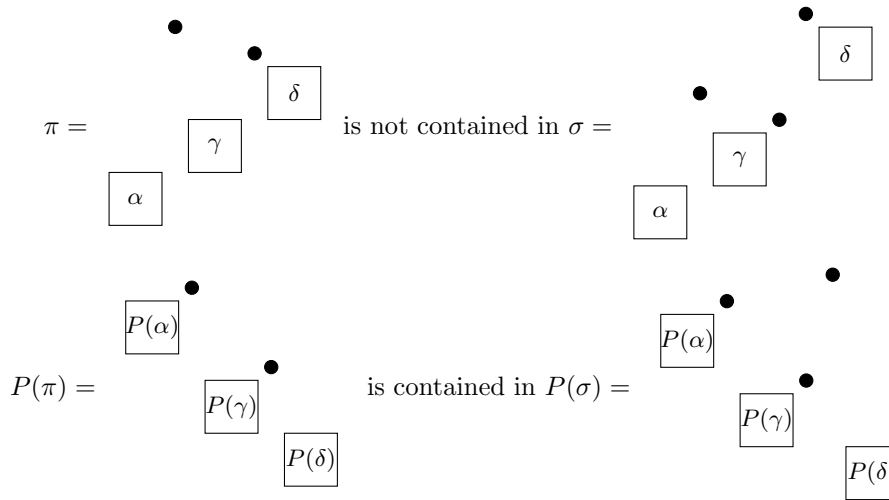 δ
δ
π = γ is not contained in σ =
γ
α
α
P(α)
P(α)
P(π) = is contained in P(σ) =
P(γ)
P(γ)
P(δ)
P(δ